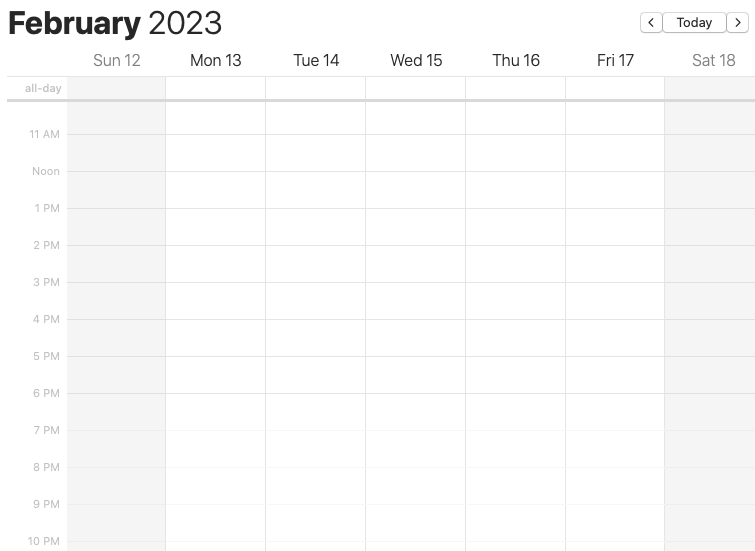 February 2023
Today
Sun 12 Mon 13 Tue 14 Wed 15 Thu 16 Fri 17 Sat 18
all-day
11 AM
Noon
1 PM
2 PM
3 PM
4 PM
5 PM
6 PM
7 PM
8 PM
9 PM
10 PM